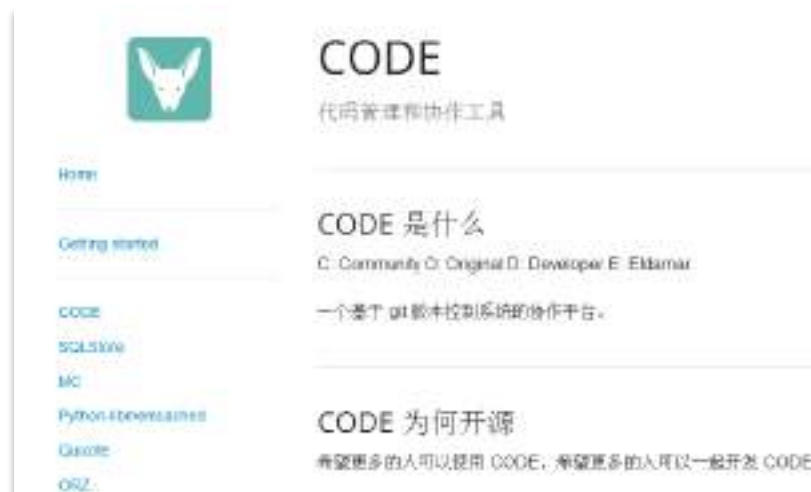 CODE
代码管理和协作工具
Home
Getting started
CODE
SQLStore
MC
Python-libmemcached
Quixote
ORZ
CODE 是什么
C: Community O: Original D: Developer E: Eldamar
一个基于 git 版本控制系统的协作平台。
CODE 为何开源
希望更多的人可以使用 CODE，希望更多的人可以一起开发 CODE